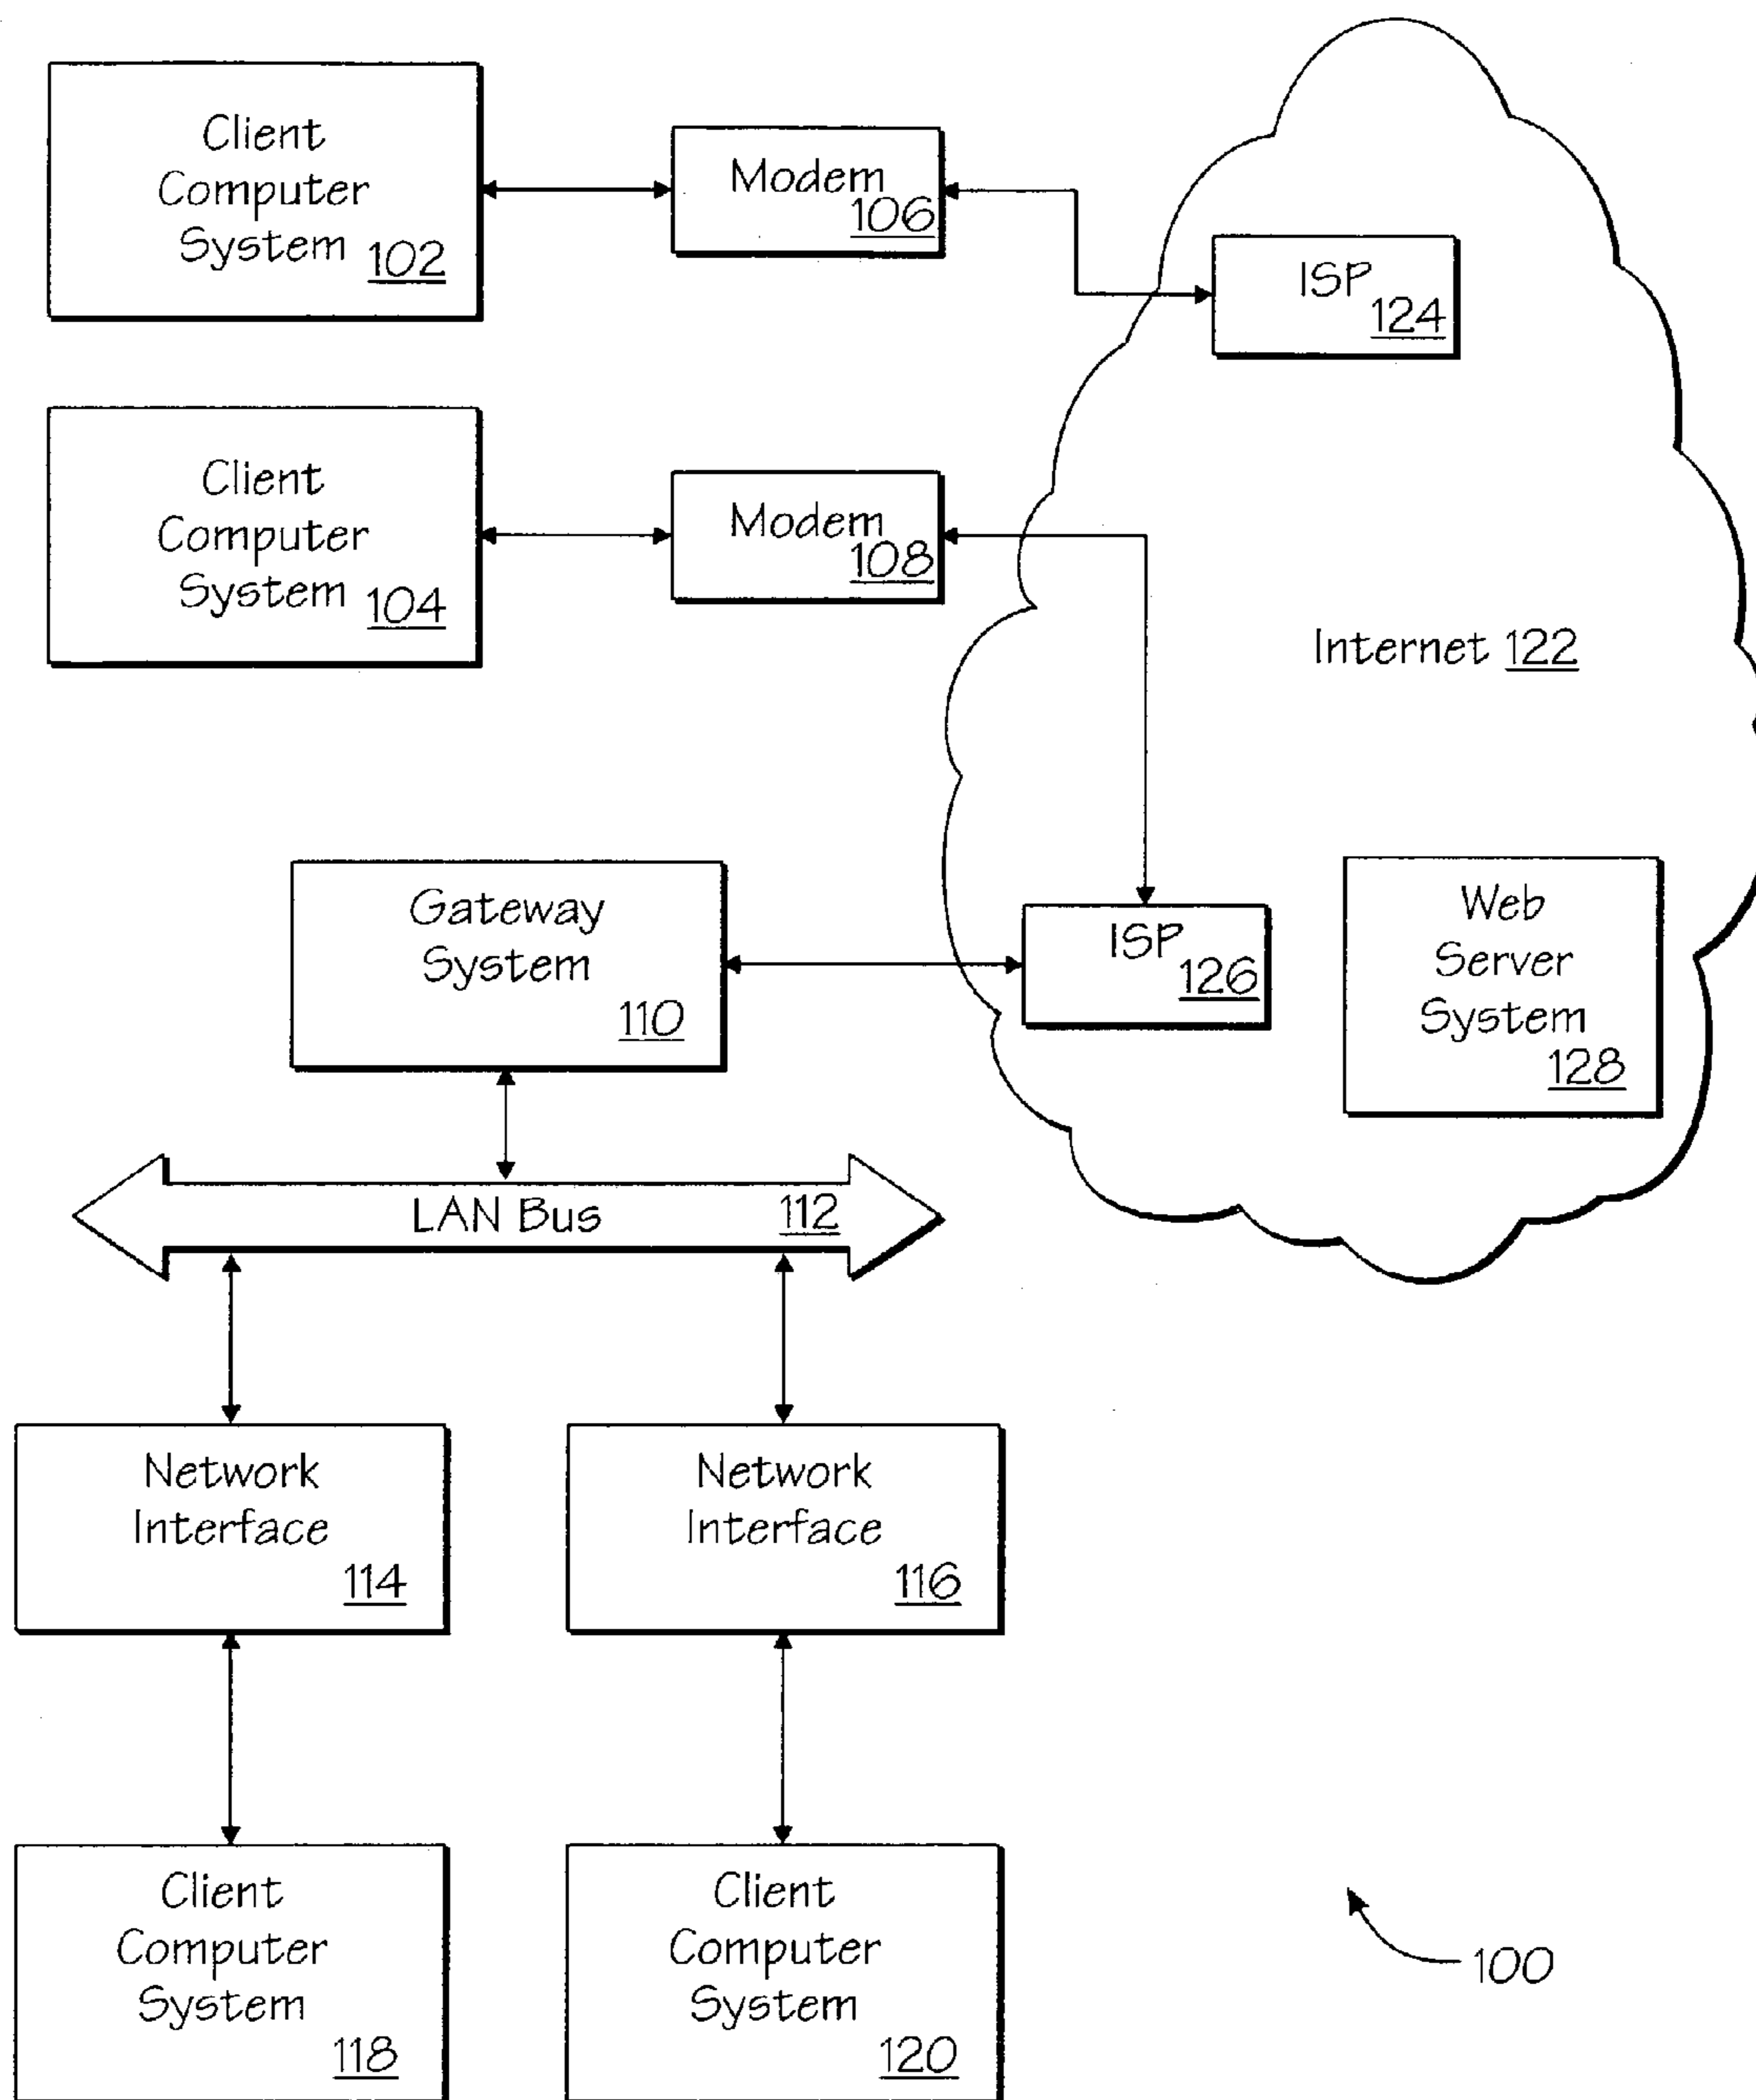 Client
Computer
System 102
Modem
106
ISP
124
Client
Computer
System 104
Modem
108
Internet 122
Gateway
System
110
ISP
126
Web
Server
System
128
LAN Bus 112
Network
Interface
114
Network
Interface
116
Client
Computer
System
118
Client
Computer
System
120
100